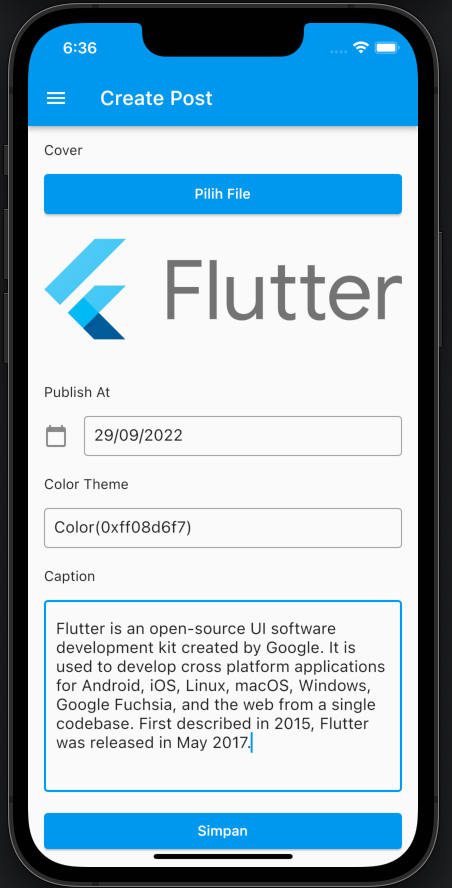 6:36
Create Post
Cover
Pilih File
Flutter
Publish At
29/09/2022
Color Theme
Color(0xff08d6f7)
Caption
Flutter is an open-source UI software
development kit created by Google. It is
used to develop cross platform applications
for Android, iOS, Linux, macOS, Windows,
Google Fuchsia, and the web from a single
codebase. First described in 2015, Flutter
was released in May 2017.
Simpan